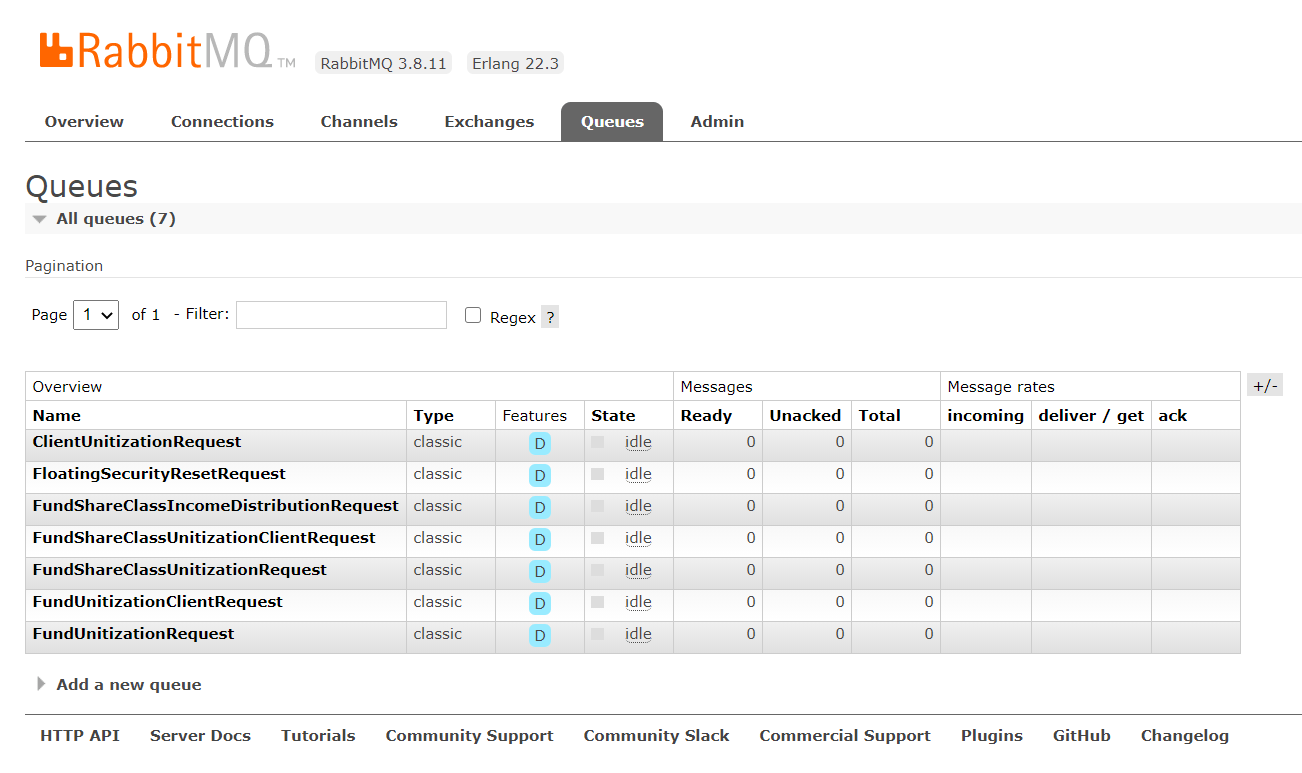 RabbitMQ TM RabbitMQ 3.8.11 Erlang 22.3
Overview Connections Channels Exchanges Queues Admin
Queues
All queues (7)
Pagination
Page 1 of 1 - Filter: Regex ?
Overview Messages Message rates +/-
Name Type Features State Ready Unacked Total incoming deliver / get ack
ClientUnitizationRequest classic D idle 0 0 0
FloatingSecurityResetRequest classic D idle 0 0 0
FundShareClassIncomeDistributionRequest classic D idle 0 0 0
FundShareClassUnitizationClientRequest classic D idle 0 0 0
FundShareClassUnitizationRequest classic D idle 0 0 0
FundUnitizationClientRequest classic D idle 0 0 0
FundUnitizationRequest classic D idle 0 0 0
Add a new queue
HTTP API Server Docs Tutorials Community Support Community Slack Commercial Support Plugins GitHub Changelog